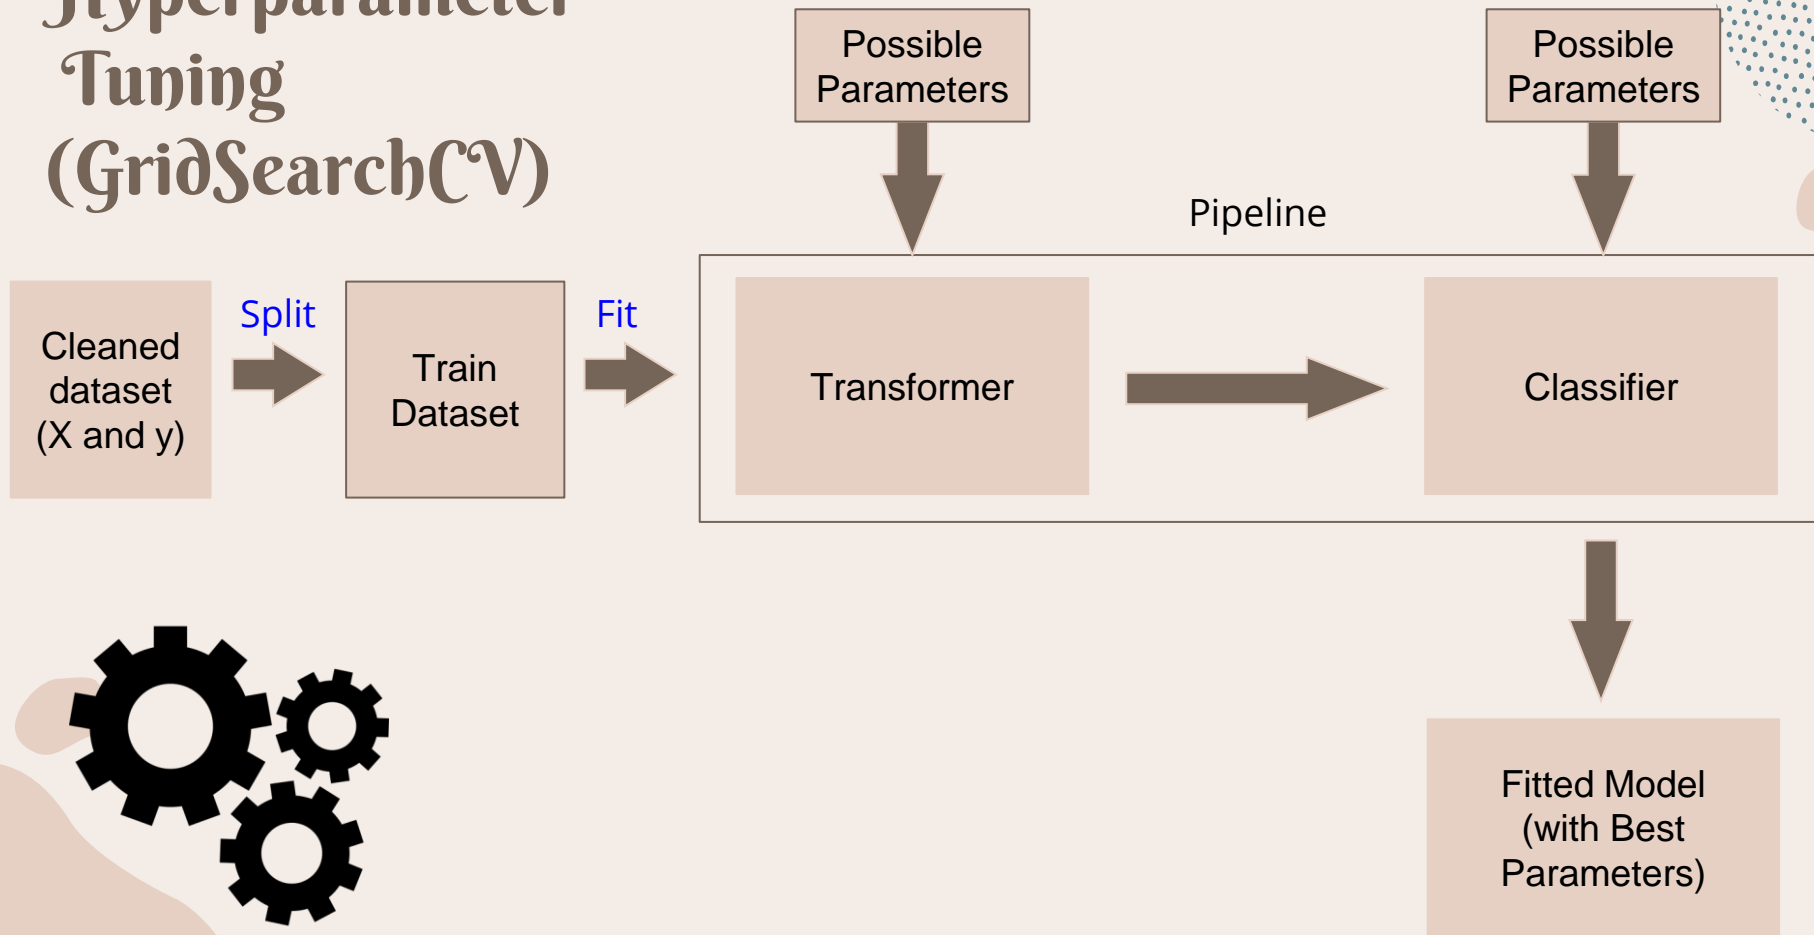 Hyperparameter
Tuning
(GridSearchCV)
Possible
Parameters
Possible
Parameters
Pipeline
Cleaned
dataset
(X and y)
Split
Train
Dataset
Fit
Transformer
Classifier
Fitted Model
(with Best
Parameters)